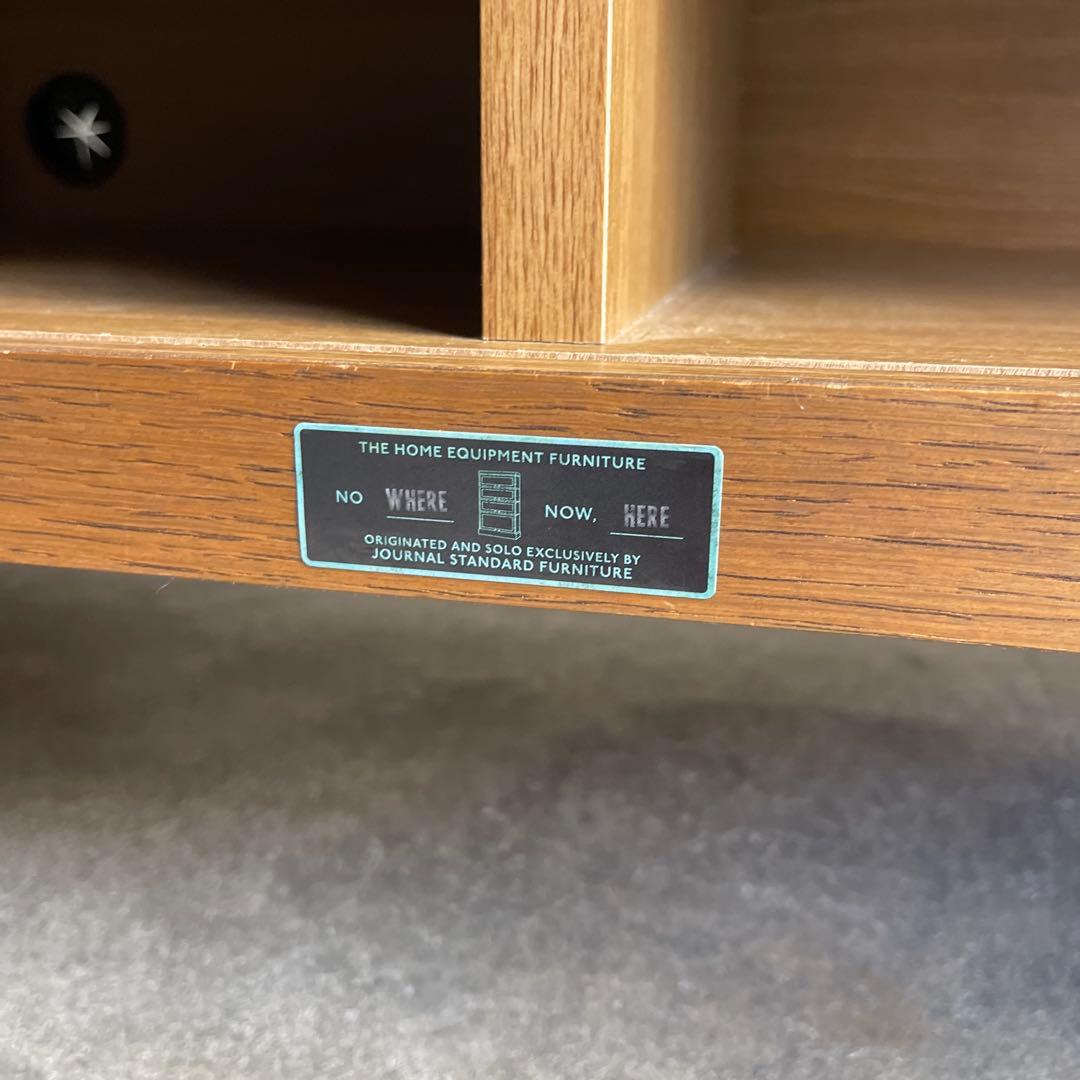 THE HOME EQUIPMENT FURNITURE
NO WHERE NOW, HERE
ORIGINATED AND SOLO EXCLUSIVELY BY
JOURNAL STANDARD FURNITURE